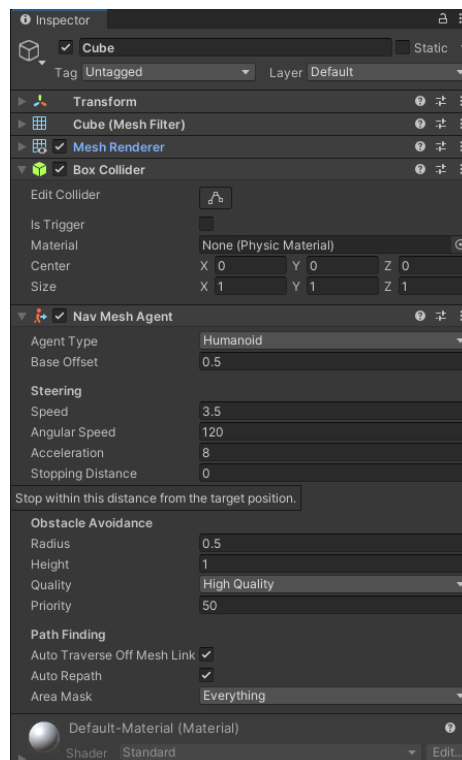 Inspector
Cube Static
Tag Untagged Layer Default
Transform
Cube (Mesh Filter)
Mesh Renderer
Box Collider
Edit Collider
Is Trigger
Material None (Physic Material)
Center X 0 Y 0 Z 0
Size X 1 Y 1 Z 1
Nav Mesh Agent
Agent Type Humanoid
Base Offset 0.5
Steering
Speed 3.5
Angular Speed 120
Acceleration 8
Stopping Distance 0
Stop within this distance from the target position.
Obstacle Avoidance
Radius 0.5
Height 1
Quality High Quality
Priority 50
Path Finding
Auto Traverse Off Mesh Link
Auto Repath
Area Mask Everything
Default-Material (Material)
Shader Standard Edit...